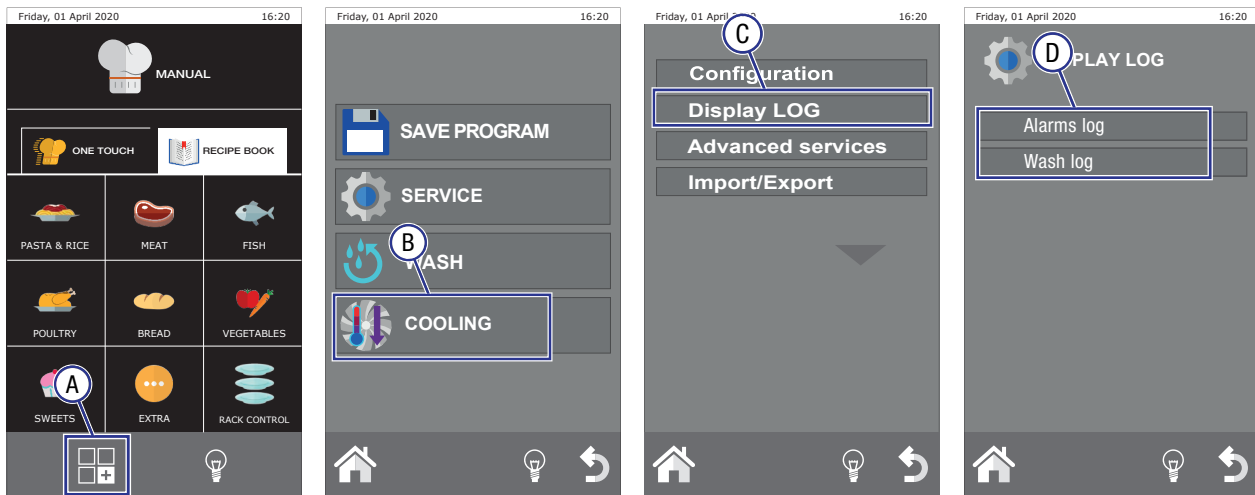 Friday, 01 April 2020 16:20
MANUAL
ONE TOUCH
RECIPE BOOK
PASTA & RICE
MEAT
FISH
POULTRY
BREAD
VEGETABLES
A
SWEETS
EXTRA
RACK CONTROL
Friday, 01 April 2020 16:20
SAVE PROGRAM
SERVICE
B
WASH
COOLING
Friday, 01 April 2020 16:20
C
Configuration
Display LOG
Advanced services
Import/Export
Friday, 01 April 2020 16:20
D
PLAY LOG
Alarms log
Wash log